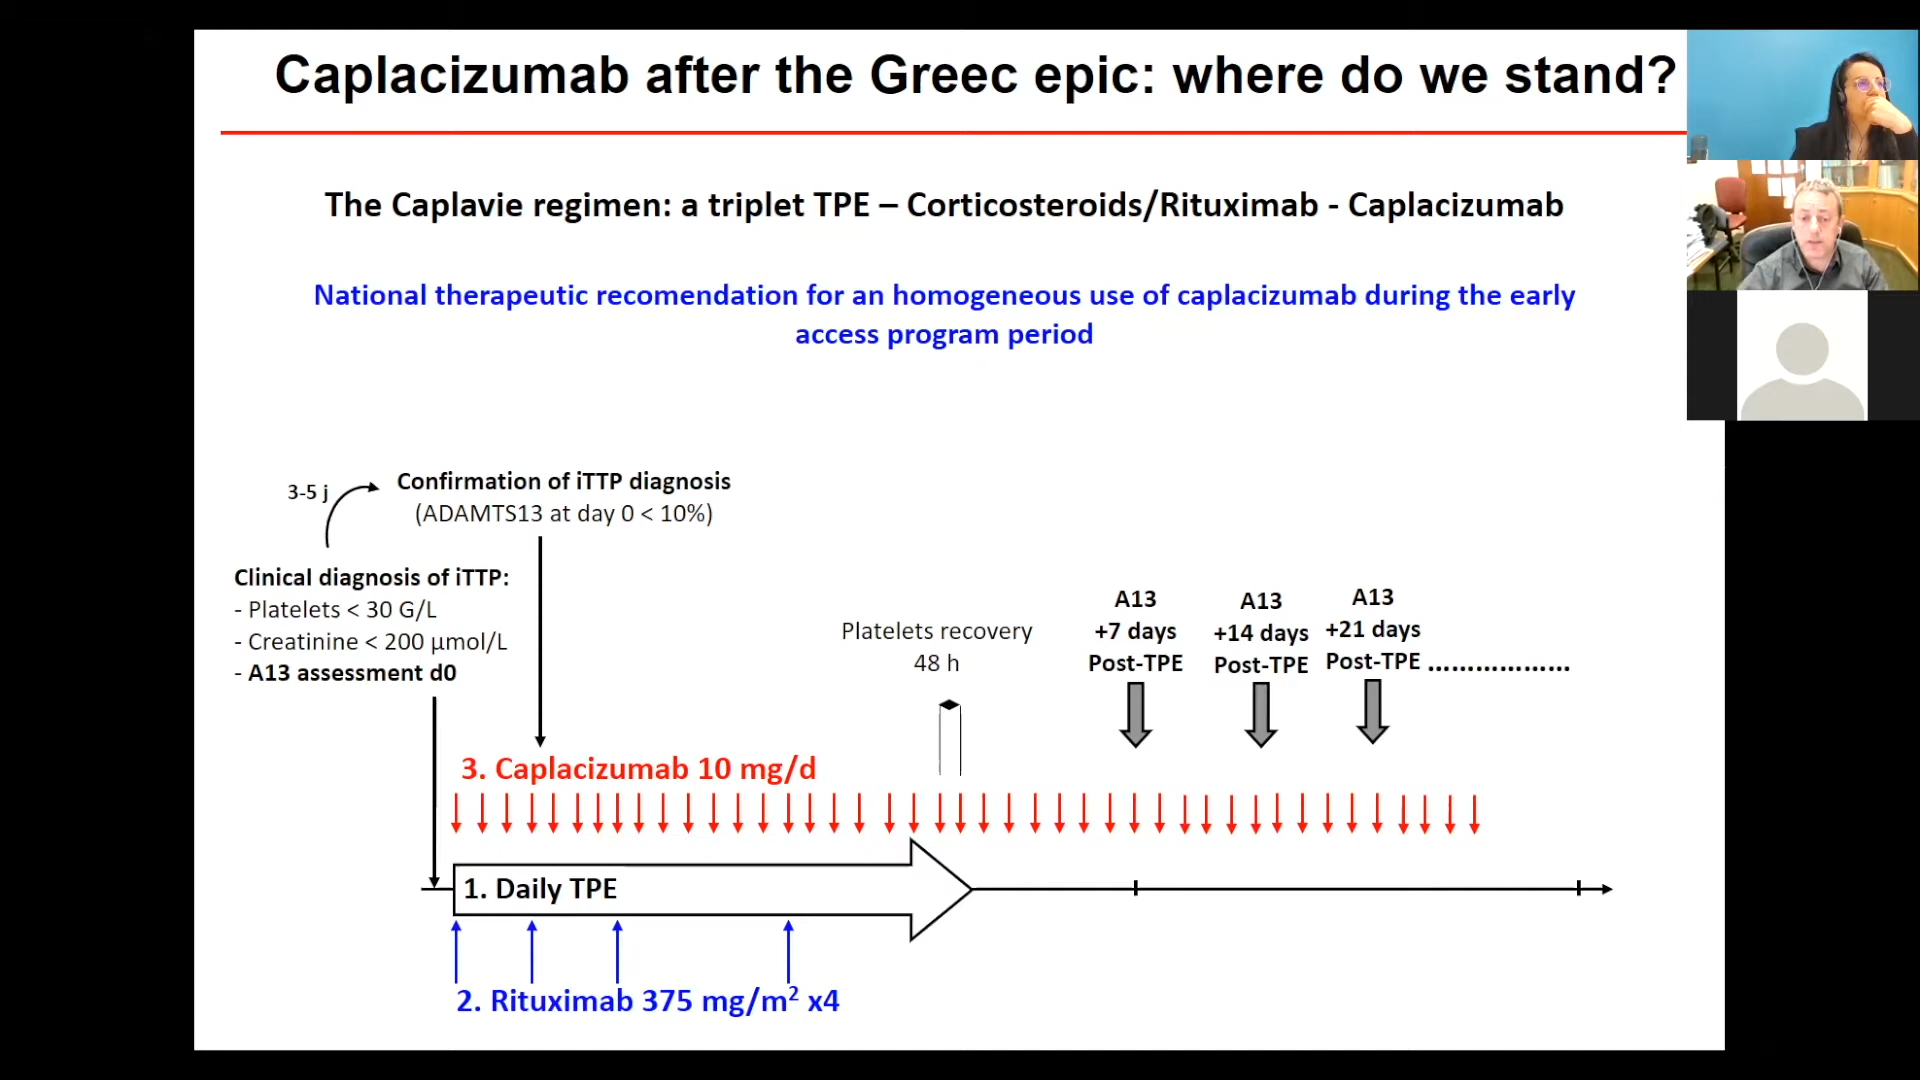 Caplacizumab after the Greec epic: where do we stand?
The Caplavie regimen: a triplet TPE – Corticosteroids/Rituximab - Caplacizumab
National therapeutic recomendation for an homogeneous use of caplacizumab during the early
access program period
3-5 j
Confirmation of iTTP diagnosis
(ADAMTS13 at day 0 < 10%)
Clinical diagnosis of iTTP:
- Platelets < 30 G/L
- Creatinine < 200 µmol/L
- A13 assessment d0
Platelets recovery
48 h
A13
+7 days
Post-TPE
A13
+14 days
Post-TPE
A13
+21 days
Post-TPE ..................
3. Caplacizumab 10 mg/d
1. Daily TPE
2. Rituximab 375 mg/m² x4